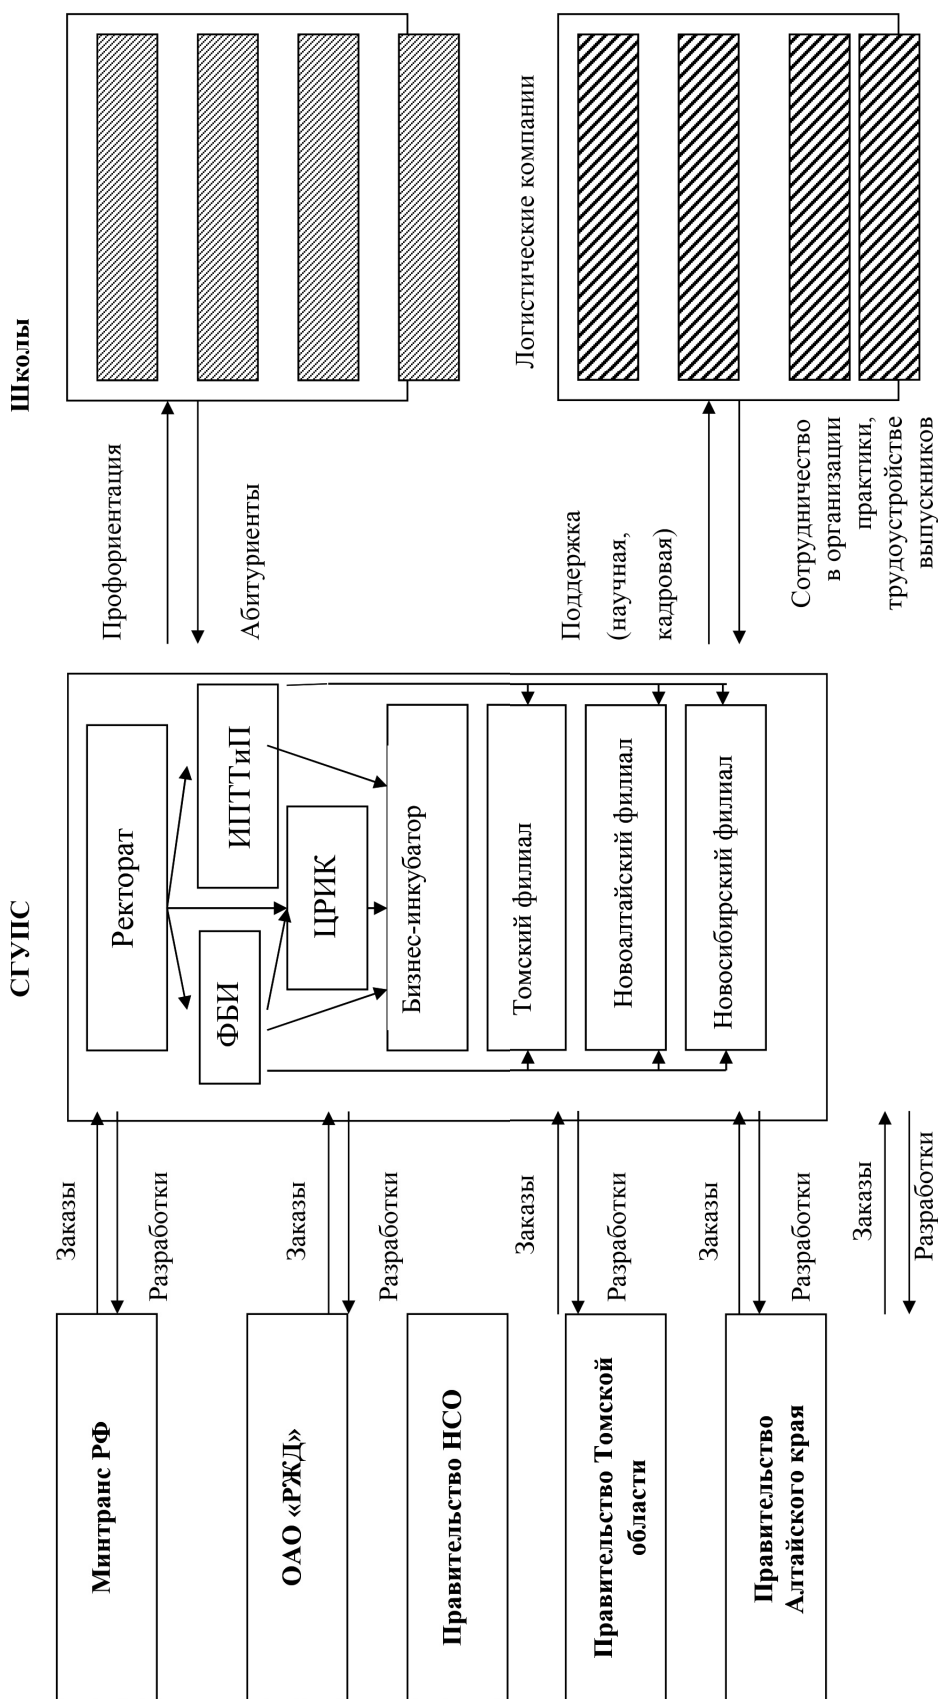 Минтранс РФ
ОАО «РЖД»
Правительство НСО
Правительство Томской
области
Правительство
Алтайского края
Заказы
Разработки
Заказы
Разработки
Заказы
Разработки
Заказы
Разработки
Заказы
Разработки
СГУПС
Ректорат
ФБИ
ИПТТиП
ЦРИК
Бизнес-инкубатор
Томский филиал
Новоалтайский филиал
Новосибирский филиал
Профориентация
Абитуриенты
Поддержка
(научная,
кадровая)
Сотрудничество
в организации
практики,
трудоустройстве
выпускников
Школы
Логистические компании